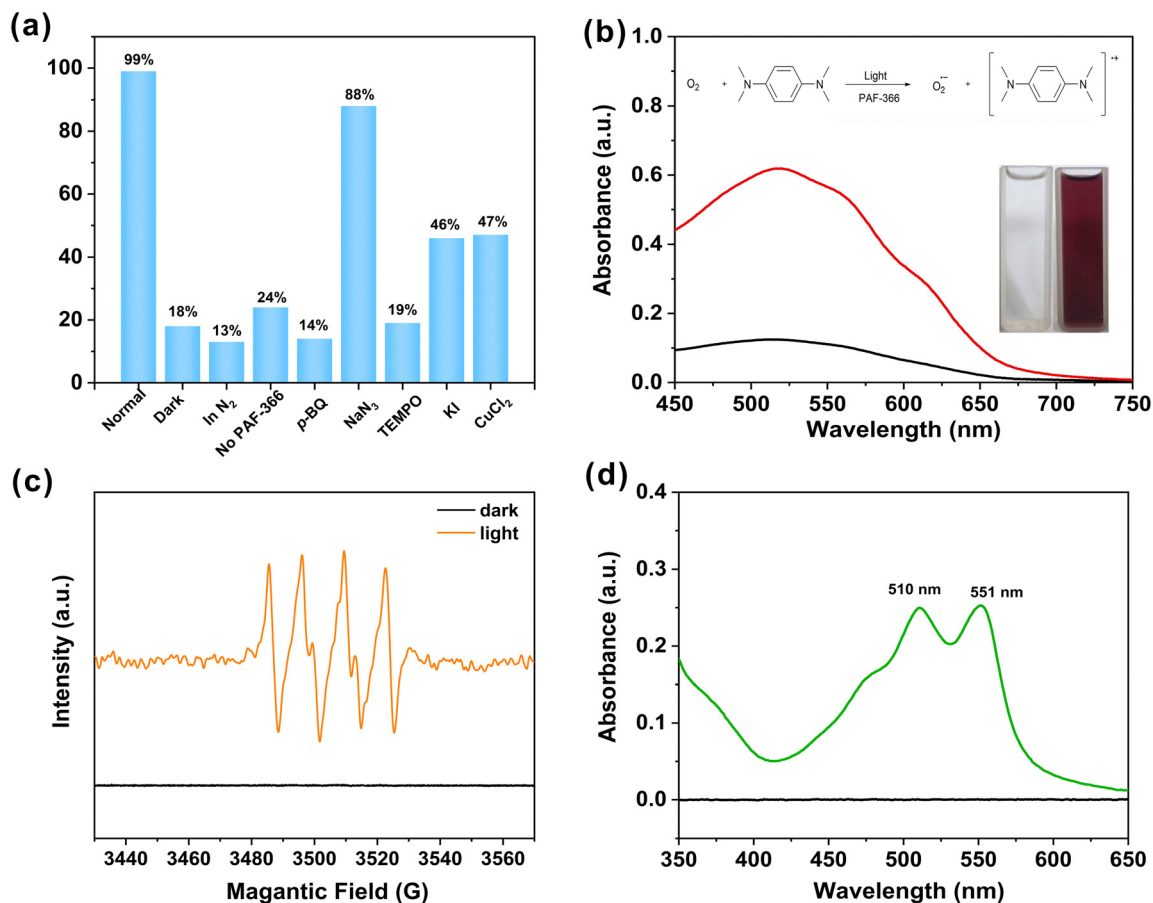 (a)
100
80
60
40
20
0
99%
18%
13%
24%
14%
88%
19%
46%
47%
Normal
Dark
In N₂
No PAF-366
p-BQ
NaN₃
TEMPO
KI
CuCl₂
(b)
Absorbance (a.u.)
1.0
0.8
0.6
0.4
0.2
0.0
O₂ + N N Light PAF-366 O₂•− + [ N N ]•+
450 500 550 600 650 700 750
Wavelength (nm)
(c)
Intensity (a.u.)
dark
light
3440 3460 3480 3500 3520 3540 3560
Magantic Field (G)
(d)
Absorbance (a.u.)
0.4
0.3
0.2
0.1
0.0
510 nm
551 nm
350 400 450 500 550 600 650
Wavelength (nm)